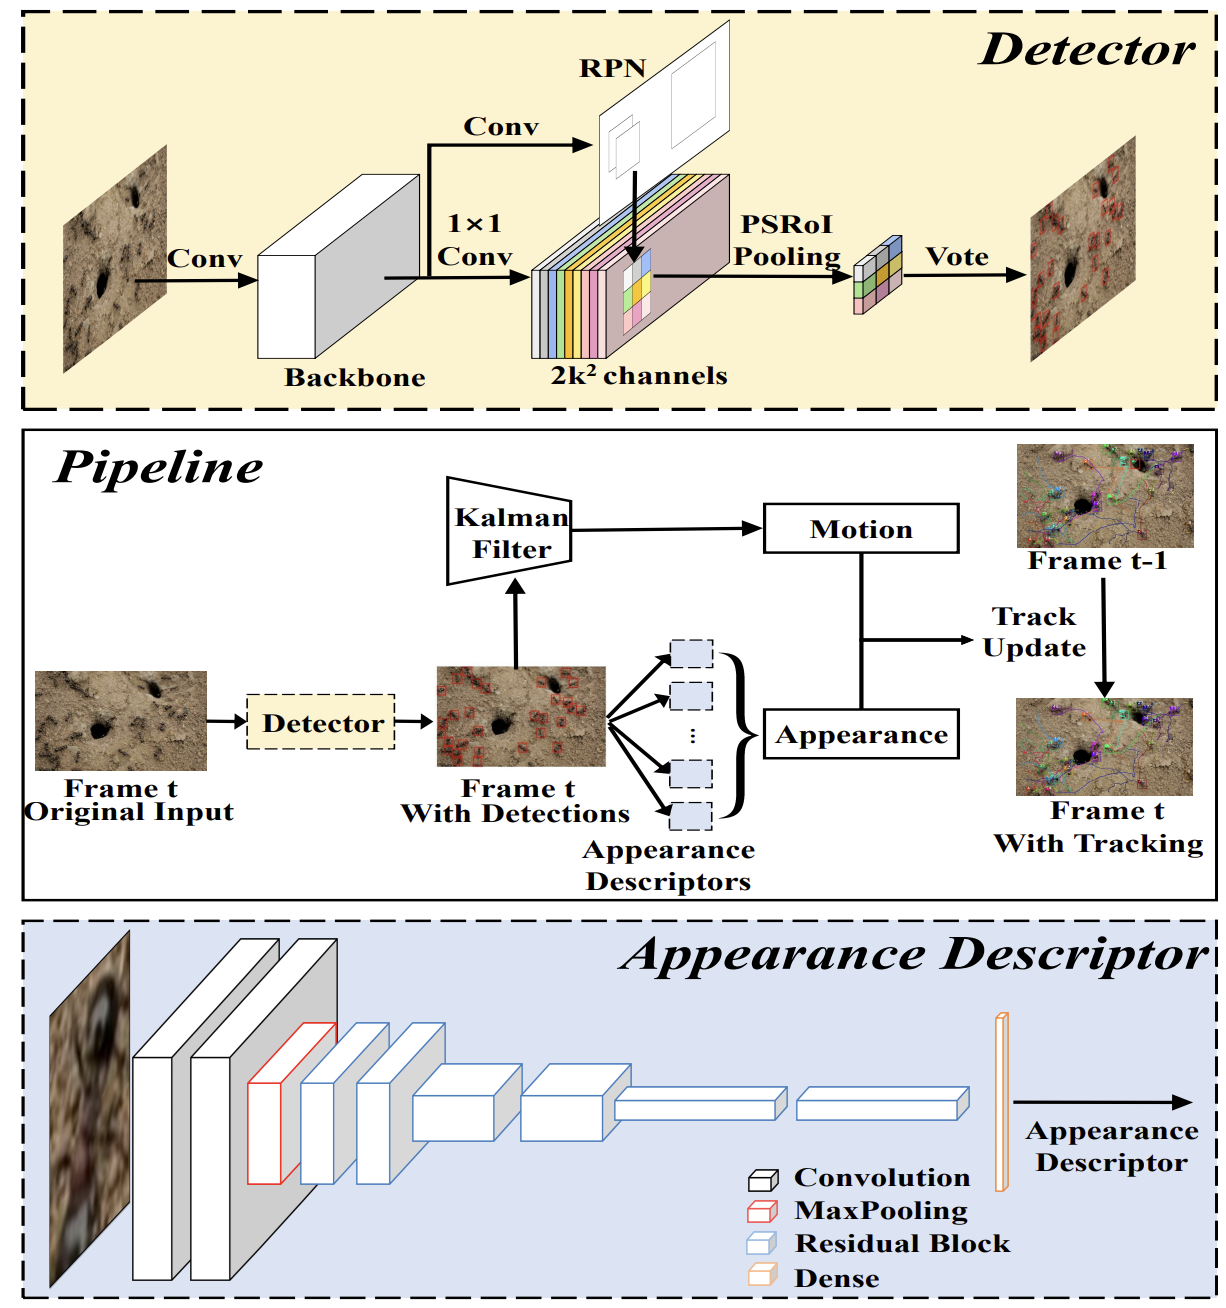 Detector
RPN
Conv
Conv
1×1
Conv
PSRoI
Pooling
Vote
Backbone
2k² channels
Pipeline
Kalman
Filter
Motion
Frame t-1
Track
Update
Detector
Appearance
...
Frame t
Original Input
Frame t
With Detections
Appearance
Descriptors
Frame t
With Tracking
Appearance Descriptor
Appearance
Descriptor
Convolution
MaxPooling
Residual Block
Dense